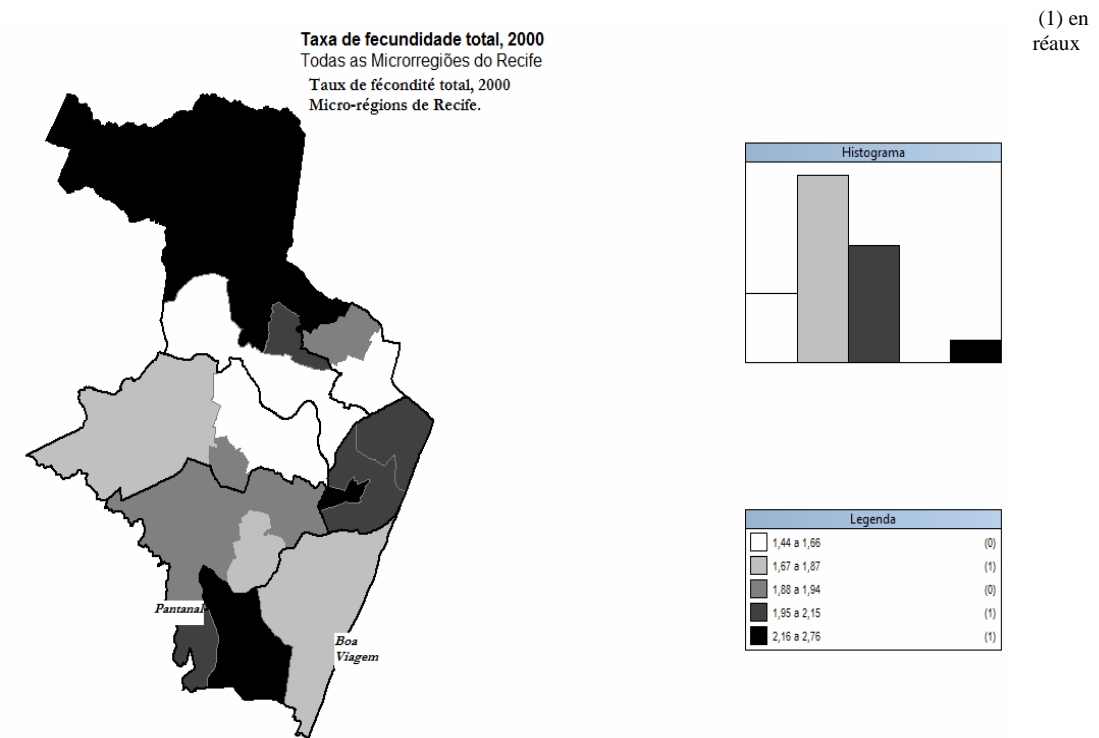 (1) en
réaux
Taxa de fecundidade total, 2000
Todas as Microrregiões do Recife
Taux de fécondité total, 2000
Micro-régions de Recife.
Histograma
Legenda
1,44 a 1,66 (0)
1,67 a 1,87 (1)
1,88 a 1,94 (0)
1,95 a 2,15 (1)
2,16 a 2,76 (1)
Pantanal
Boa
Viagem